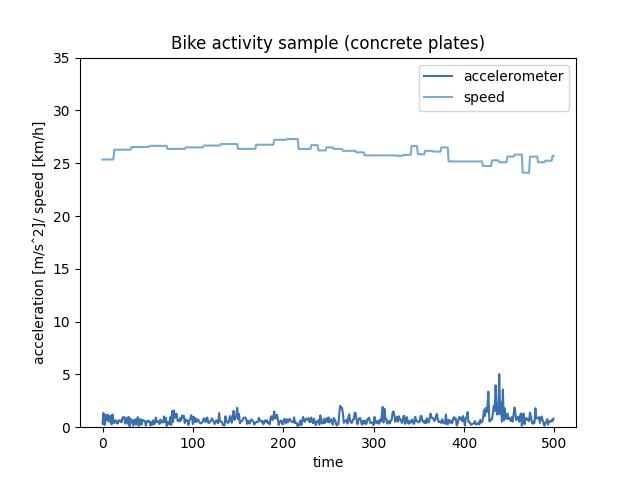 Bike activity sample (concrete plates)
accelerometer
speed
35
30
25
20
15
10
5
0
acceleration [m/s^2]/ speed [km/h]
0 100 200 300 400 500
time